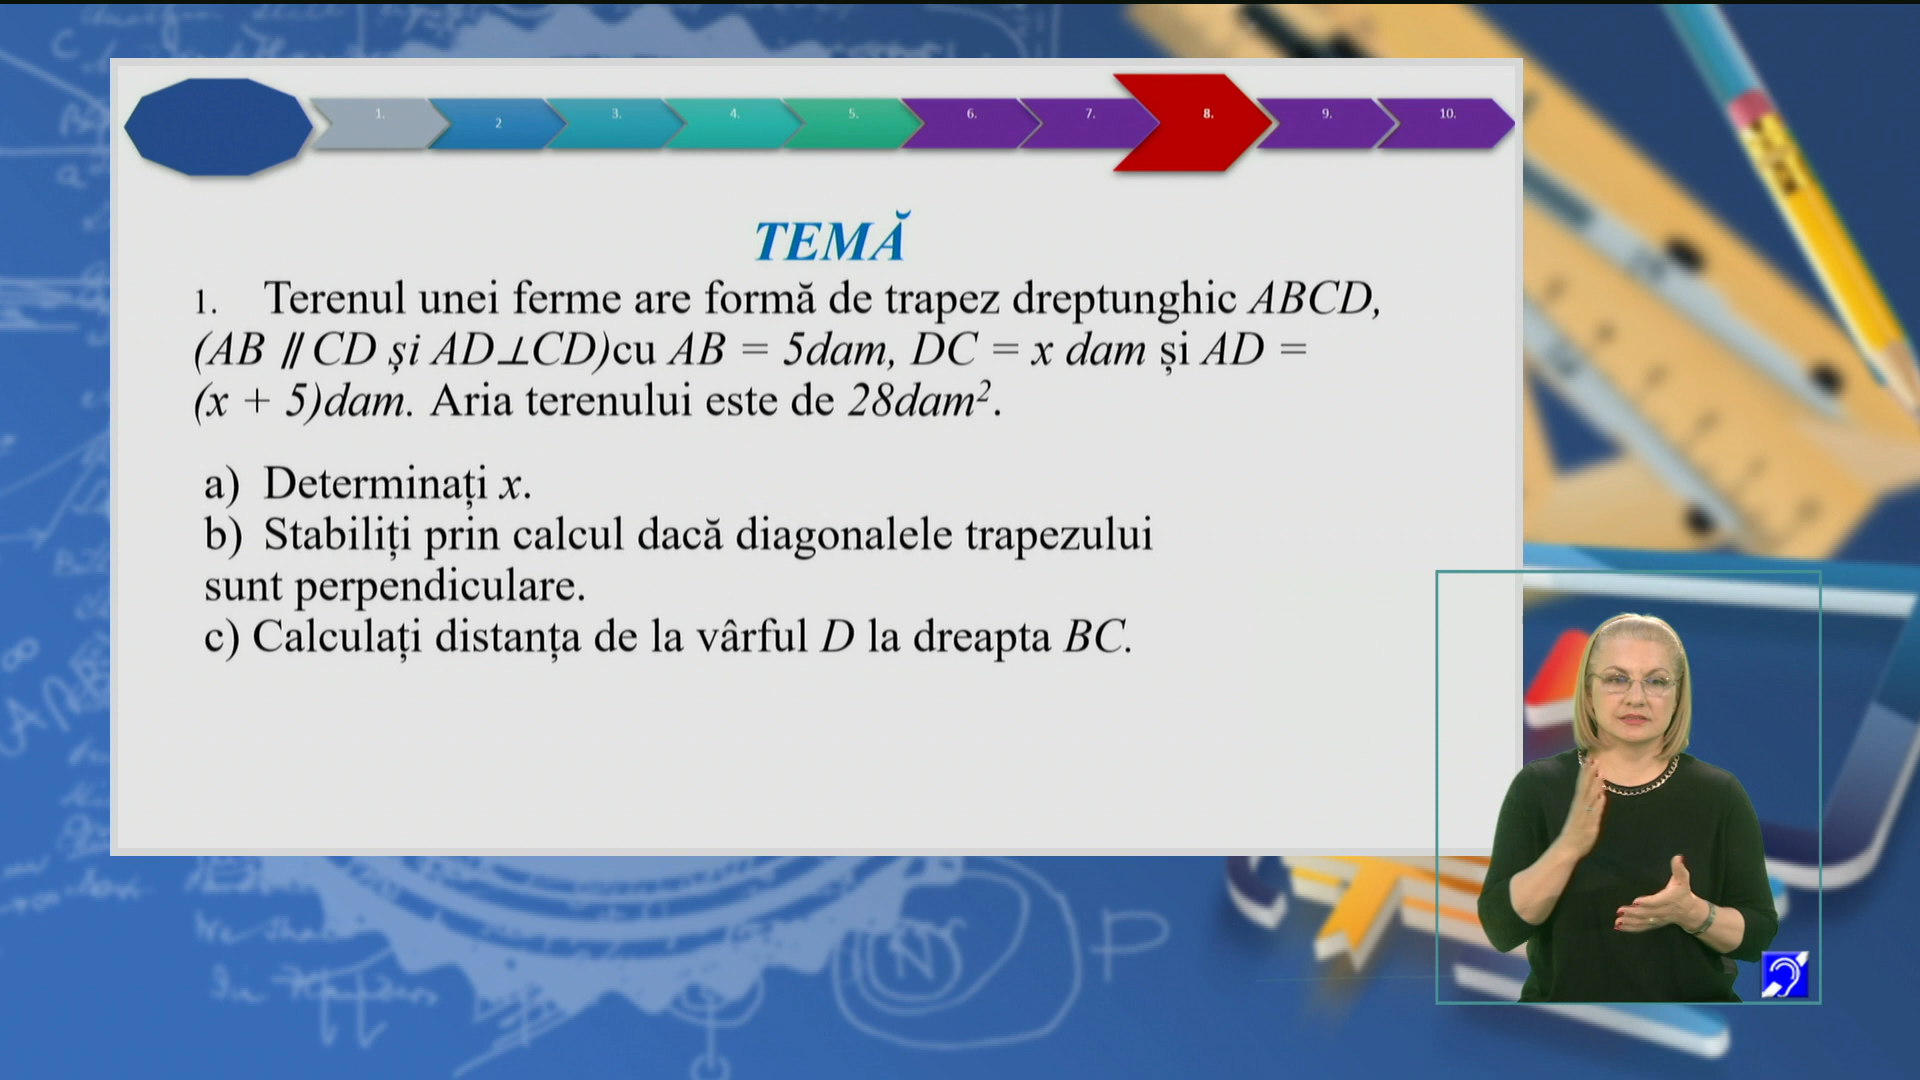 1.
2
3.
4.
5.
6.
7.
8.
9.
10.
TEMĂ
1. Terenul unei ferme are formă de trapez dreptunghic ABCD,
(AB ∥ CD și AD⊥CD)cu AB = 5dam, DC = x dam și AD =
(x + 5)dam. Aria terenului este de 28dam².
a) Determinați x.
b) Stabiliți prin calcul dacă diagonalele trapezului
sunt perpendiculare.
c) Calculați distanța de la vârful D la dreapta BC.
N
P